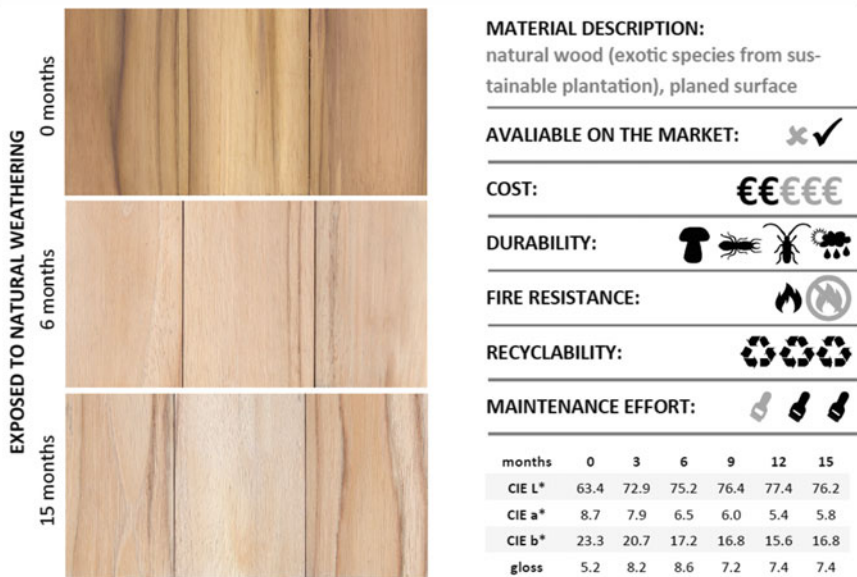 EXPOSED TO NATURAL WEATHERING
0 months
6 months
15 months
MATERIAL DESCRIPTION:
natural wood (exotic species from sus-
tainable plantation), planed surface
AVALIABLE ON THE MARKET:
COST: €€€€€
DURABILITY:
FIRE RESISTANCE:
RECYCLABILITY:
MAINTENANCE EFFORT:
months 0 3 6 9 12 15
CIE L* 63.4 72.9 75.2 76.4 77.4 76.2
CIE a* 8.7 7.9 6.5 6.0 5.4 5.8
CIE b* 23.3 20.7 17.2 16.8 15.6 16.8
gloss 5.2 8.2 8.6 7.2 7.4 7.4